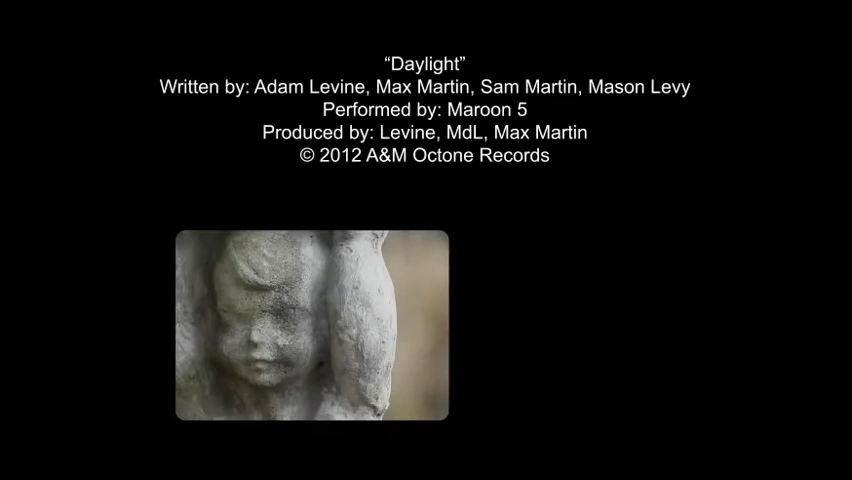 “Daylight”
Written by: Adam Levine, Max Martin, Sam Martin, Mason Levy
Performed by: Maroon 5
Produced by: Levine, MdL, Max Martin
© 2012 A&M Octone Records